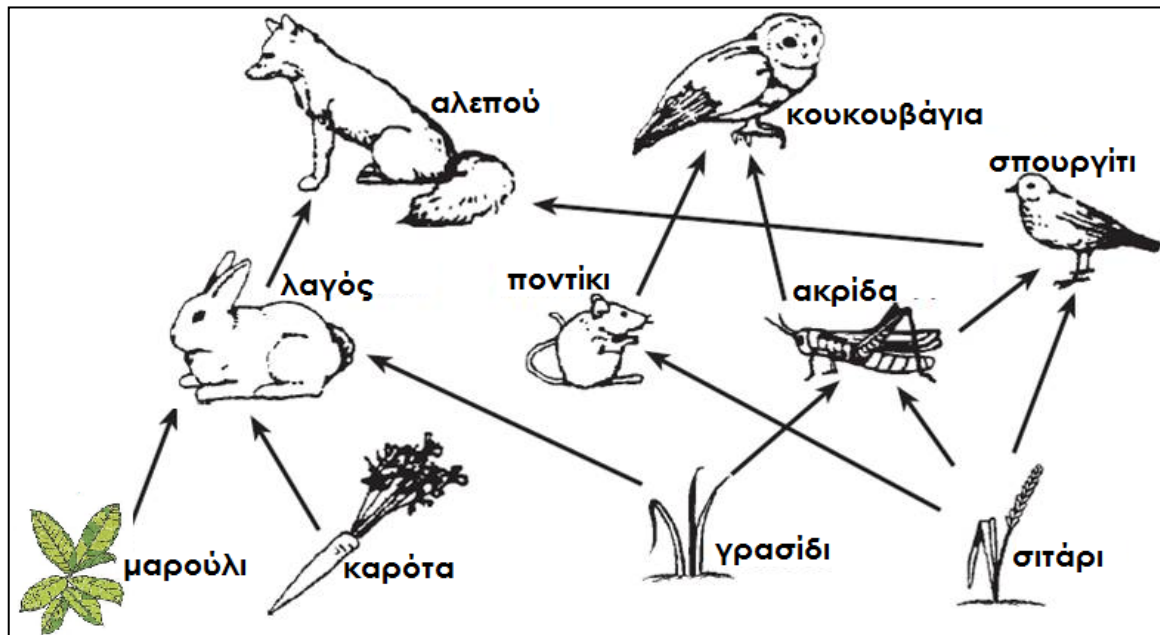 αλεπού
κουκουβάγια
σπουργίτι
λαγός
ποντίκι
ακρίδα
μαρούλι
καρότα
γρασίδι
σιτάρι